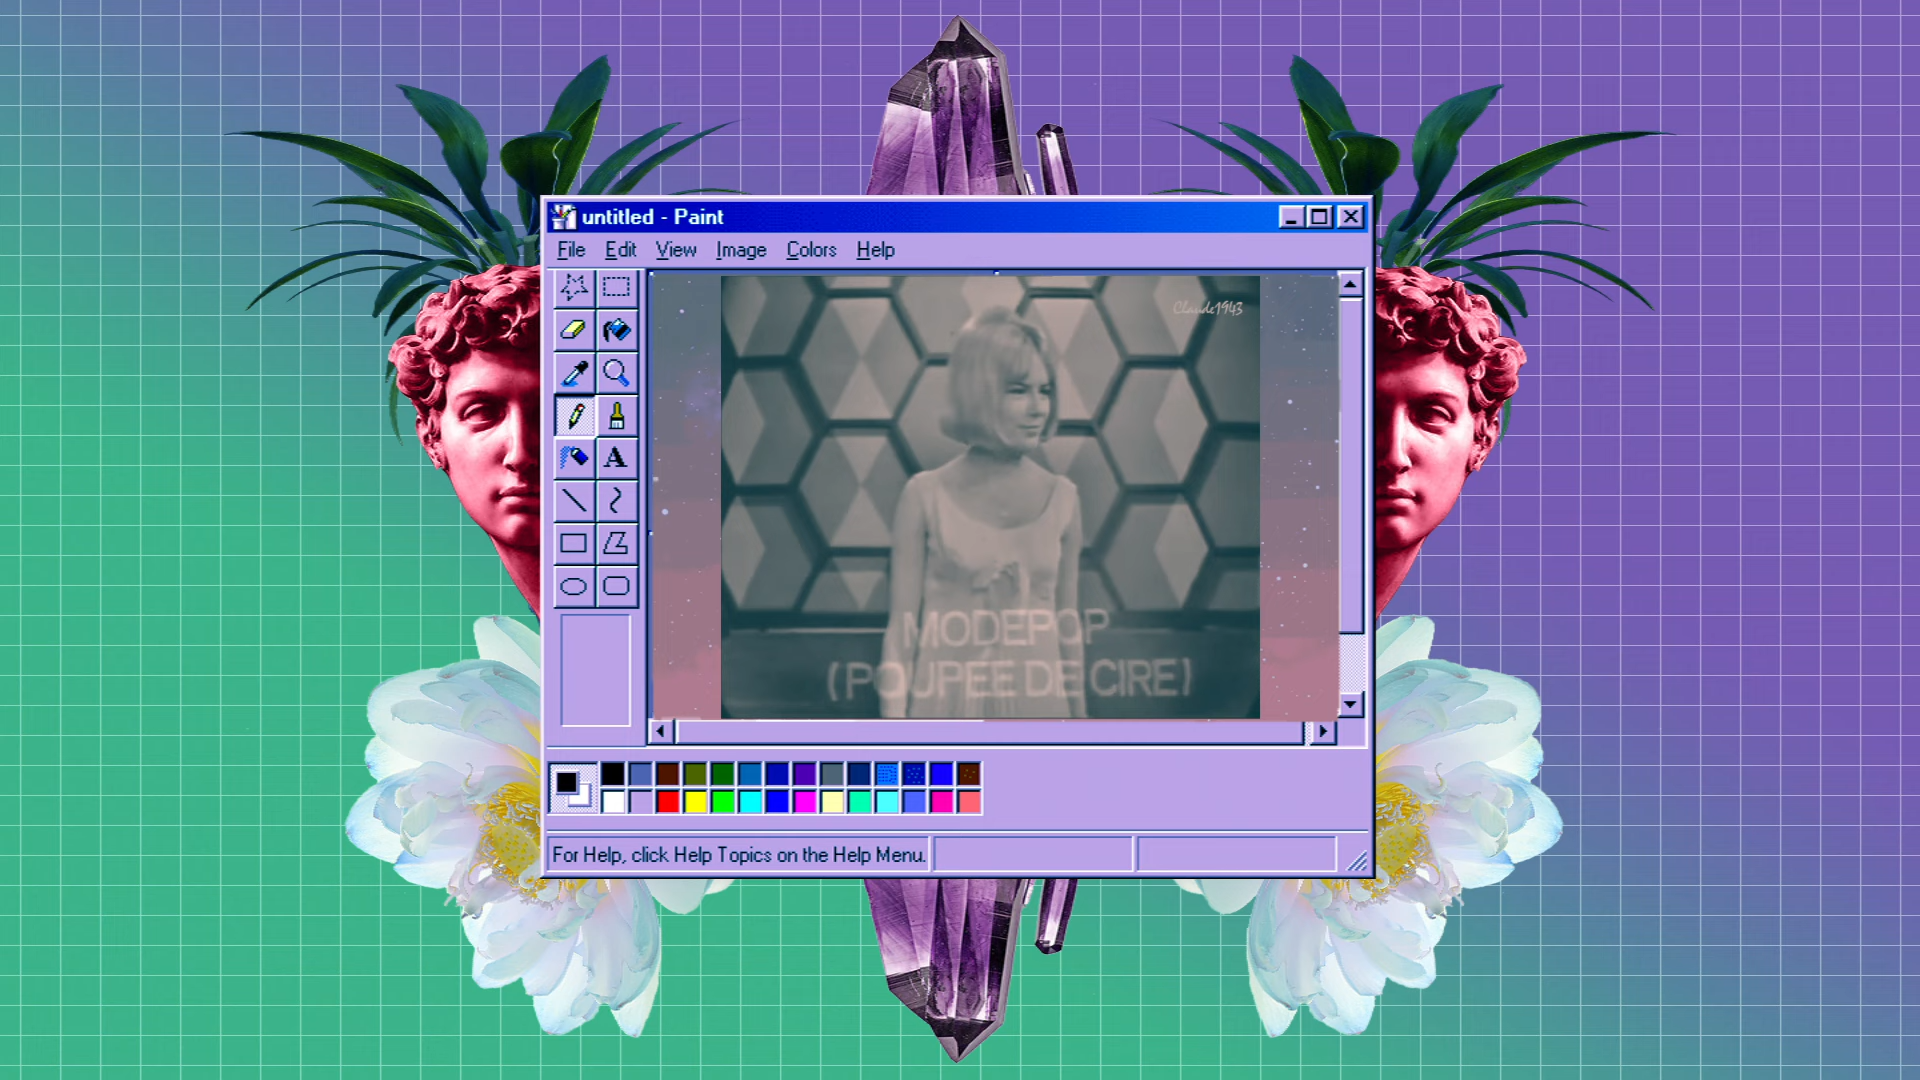 untitled - Paint
File Edit View Image Colors Help
Claude1943
A
MODEPOP
(POUPEE DE CIRE)
For Help, click Help Topics on the Help Menu.